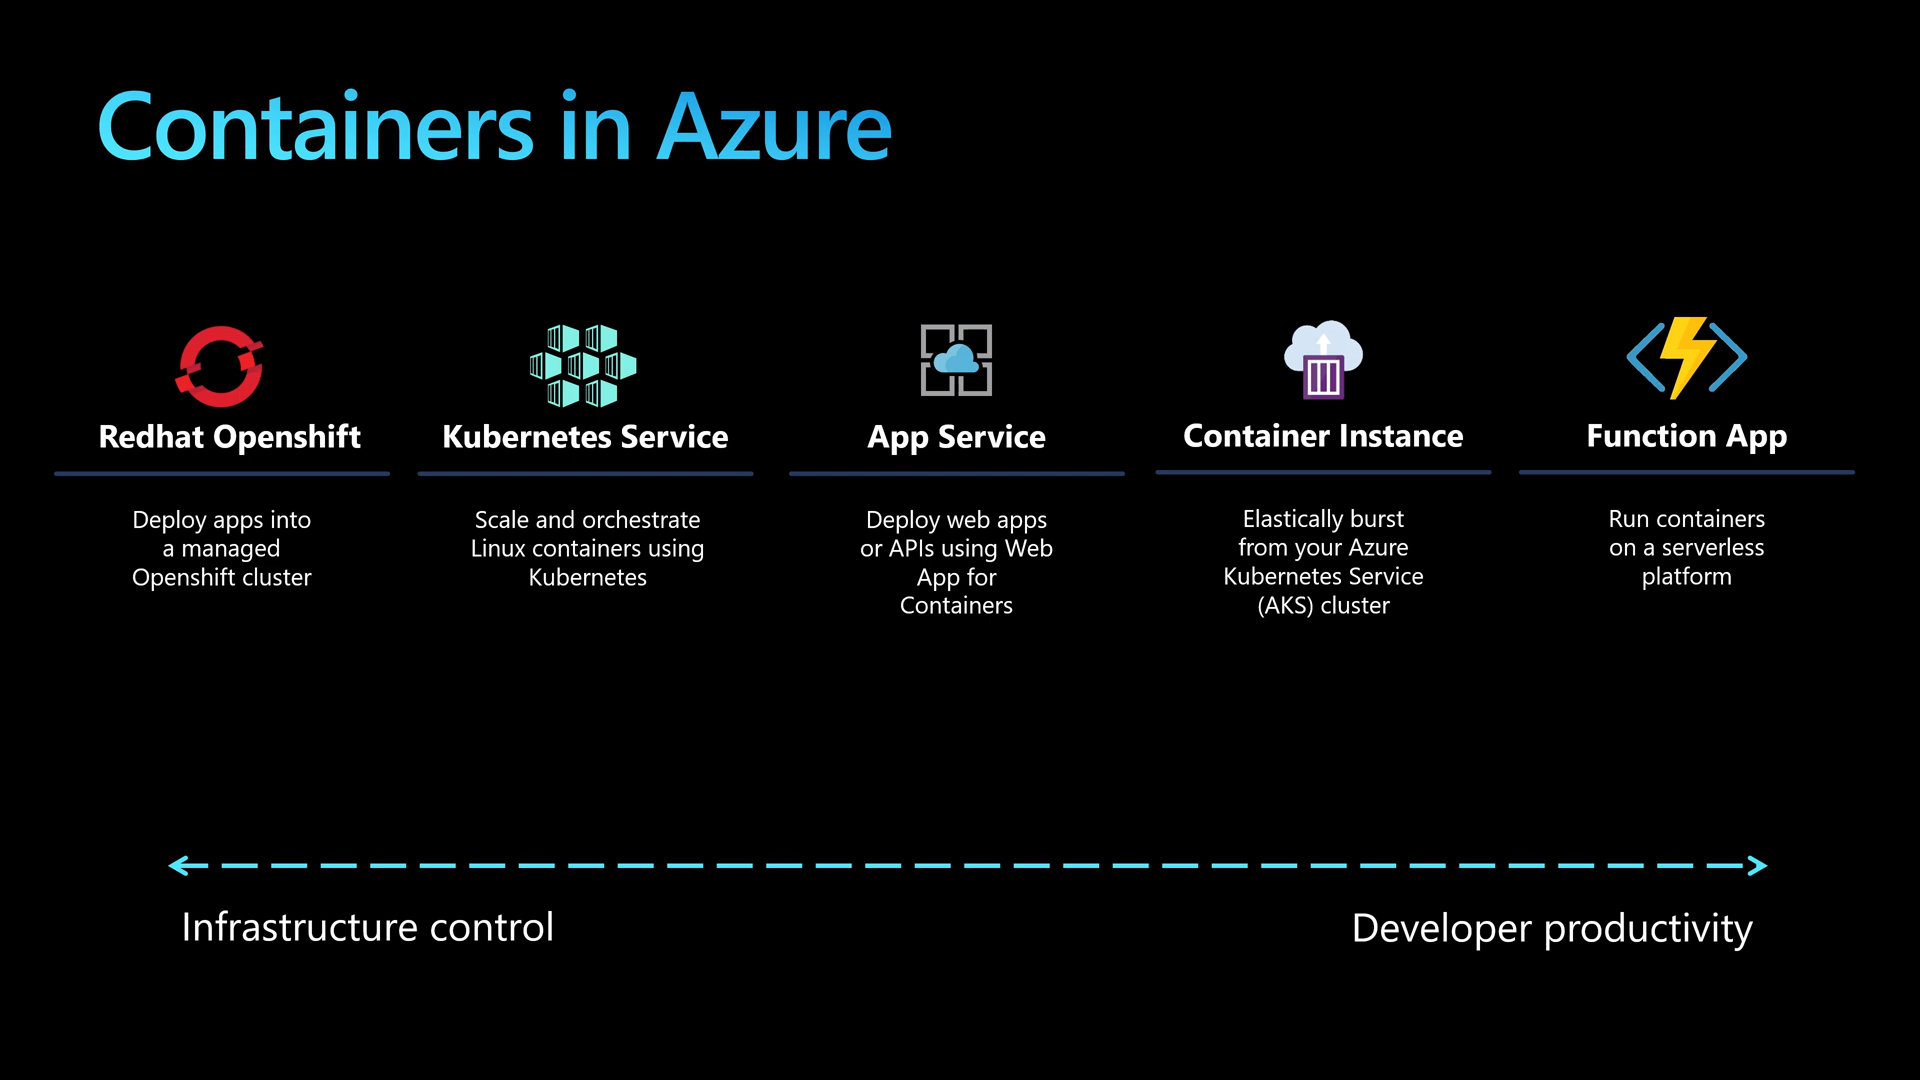 Containers in Azure
Redhat Openshift
Deploy apps into
a managed
Openshift cluster
Kubernetes Service
Scale and orchestrate
Linux containers using
Kubernetes
App Service
Deploy web apps
or APIs using Web
App for
Containers
Container Instance
Elastically burst
from your Azure
Kubernetes Service
(AKS) cluster
Function App
Run containers
on a serverless
platform
Infrastructure control
Developer productivity